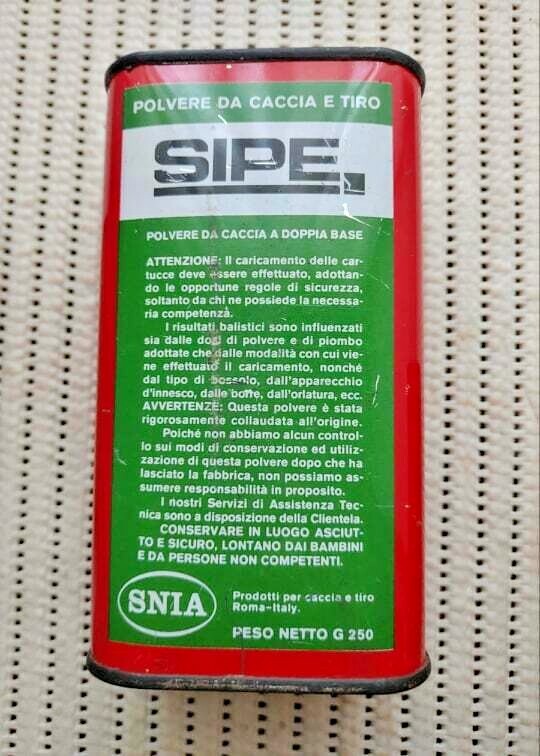 POLVERE DA CACCIA E TIRO
SIPE
POLVERE DA CACCIA A DOPPIA BASE
ATTENZIONE: Il caricamento delle car-
tucce deve essere effettuato, adottan-
do le opportune regole di sicurezza,
soltanto da chi ne possiede la necessa-
ria competenza.
I risultati balistici sono influenzati
sia dalle dosi di polvere e di piombo
adottate che dalle modalità con cui vie-
ne effettuato il caricamento, nonché
dal tipo di bossolo, dall'apparecchio
d'innesco, dalle borre, dall'orlatura, ecc.
AVVERTENZE: Questa polvere è stata
rigorosamente collaudata all'origine.
Poiché non abbiamo alcun control-
lo sui modi di conservazione ed utiliz-
zazione di questa polvere dopo che ha
lasciato la fabbrica, non possiamo as-
sumere responsabilità in proposito.
I nostri Servizi di Assistenza Tec-
nica sono a disposizione della Clientela.
CONSERVARE IN LUOGO ASCIUT-
TO E SICURO, LONTANO DAI BAMBINI
E DA PERSONE NON COMPETENTI.
SNIA
Prodotti per caccia e tiro
Roma-Italy.
PESO NETTO G 250